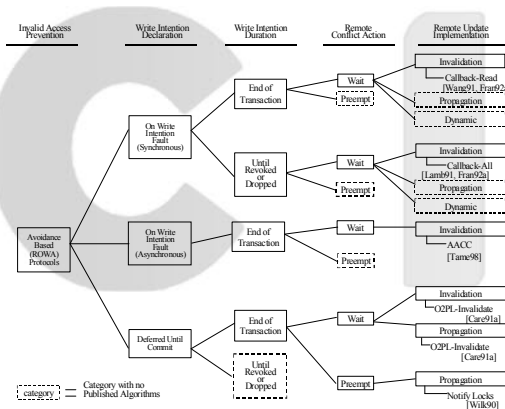 Invalid Access
Prevention
Write Intention
Declaration
Write Intention
Duration
Remote
Conflict Action
Remote Update
Implementation
Avoidance
Based
(ROWA)
Protocols
On Write
Intention
Fault
(Synchronous)
End of
Transaction
Wait
Preempt
Invalidation
Callback-Read
[Wang91, Fran92a]
Propagation
Dynamic
Until
Revoked
or
Dropped
Wait
Preempt
Invalidation
Callback-All
[Lamb91, Fran92a]
Propagation
Dynamic
On Write
Intention
Fault
(Asynchronous)
End of
Transaction
Wait
Preempt
Invalidation
AACC
[Tame98]
Deferred Until
Commit
End of
Transaction
Until
Revoked
or
Dropped
Wait
Preempt
Invalidation
O2PL-Invalidate
[Care91a]
Propagation
O2PL-Invalidate
[Care91a]
Propagation
Notify Locks
[Wilk90]
category
Category with no
Published Algorithms